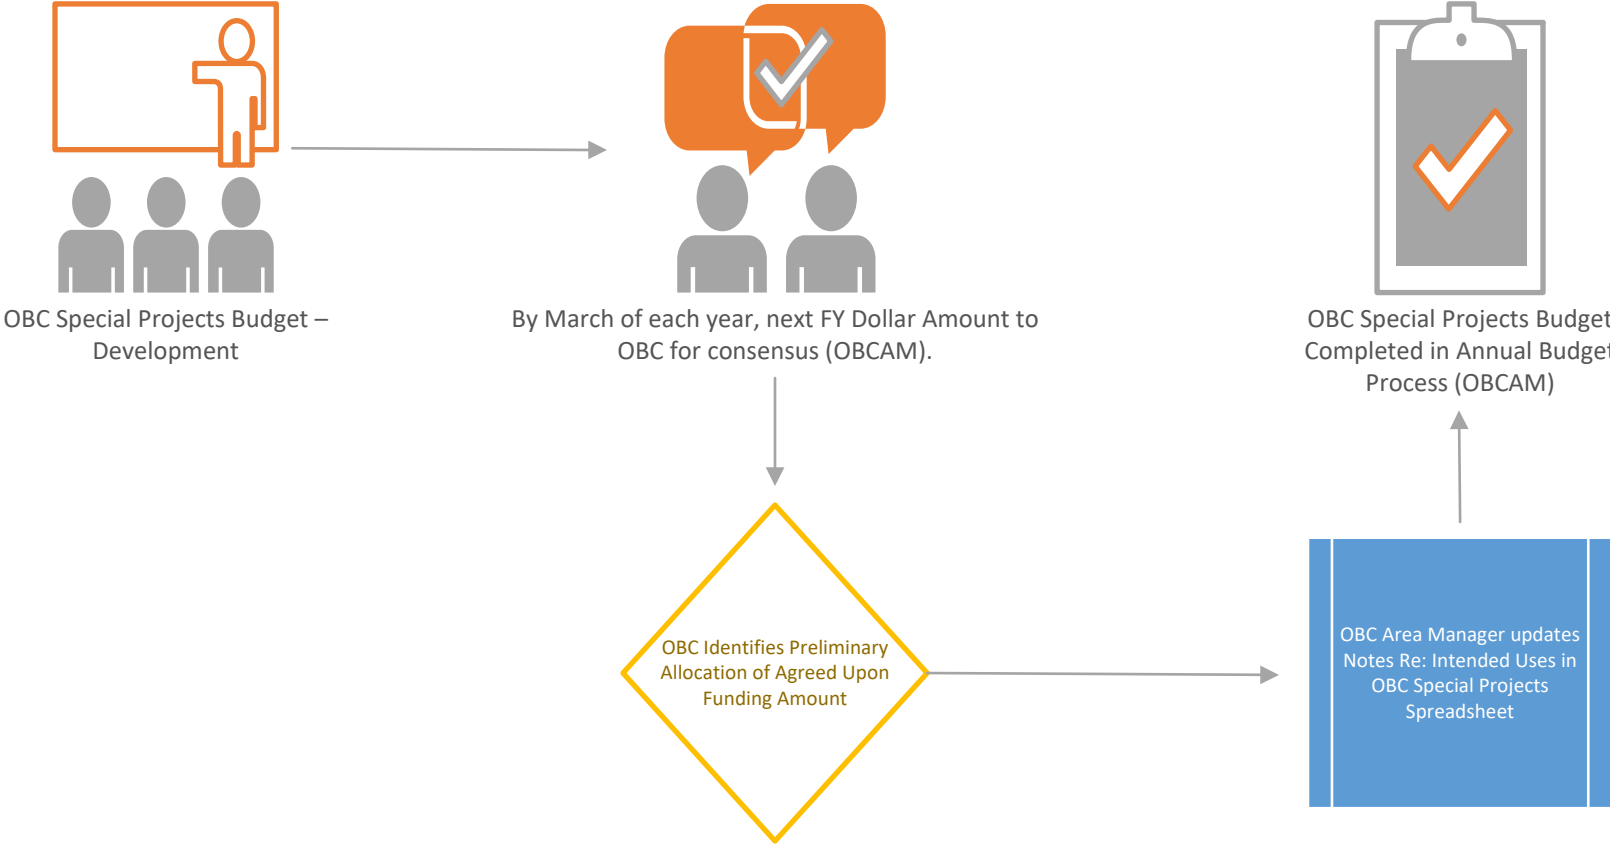 OBC Special Projects Budget –
Development
By March of each year, next FY Dollar Amount to
OBC for consensus (OBCAM).
OBC Special Projects Budget
Completed in Annual Budget
Process (OBCAM)
OBC Identifies Preliminary
Allocation of Agreed Upon
Funding Amount
OBC Area Manager updates
Notes Re: Intended Uses in
OBC Special Projects
Spreadsheet